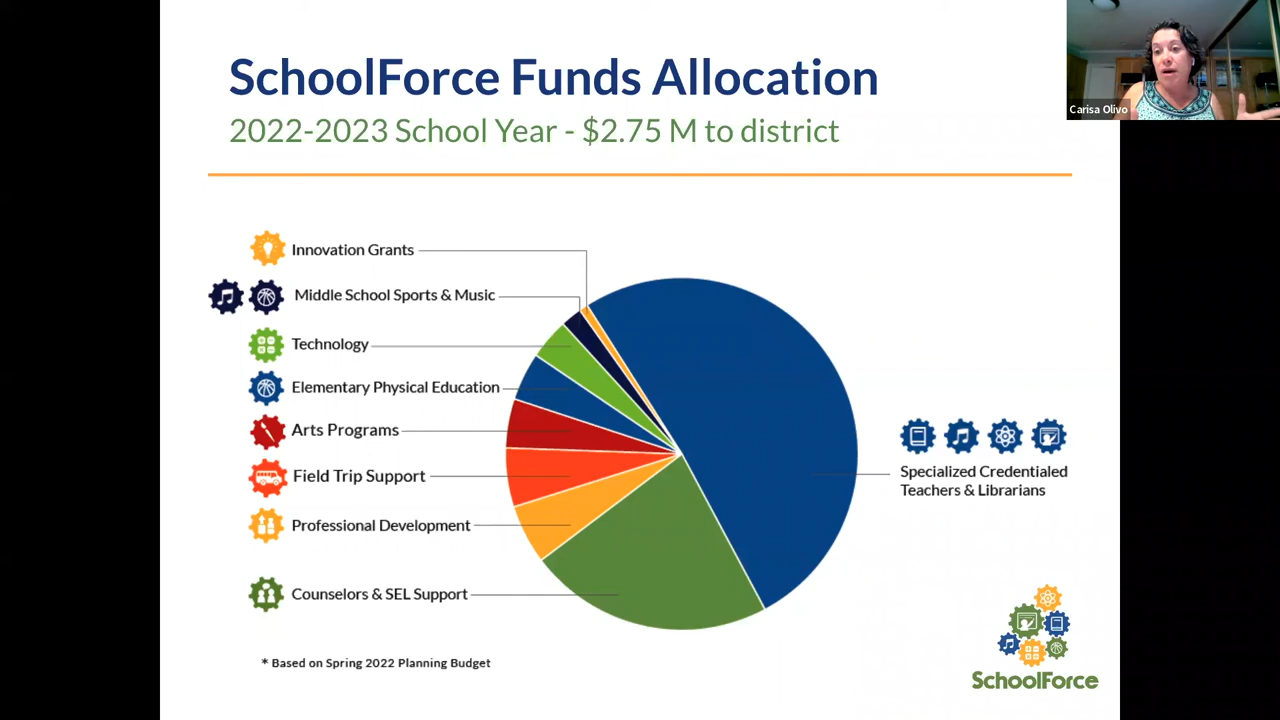 SchoolForce Funds Allocation
2022-2023 School Year - $2.75 M to district
Carisa Olivo
Innovation Grants
Middle School Sports & Music
Technology
Elementary Physical Education
Arts Programs
Field Trip Support
Professional Development
Counselors & SEL Support
Specialized Credentialed
Teachers & Librarians
* Based on Spring 2022 Planning Budget
SchoolForce